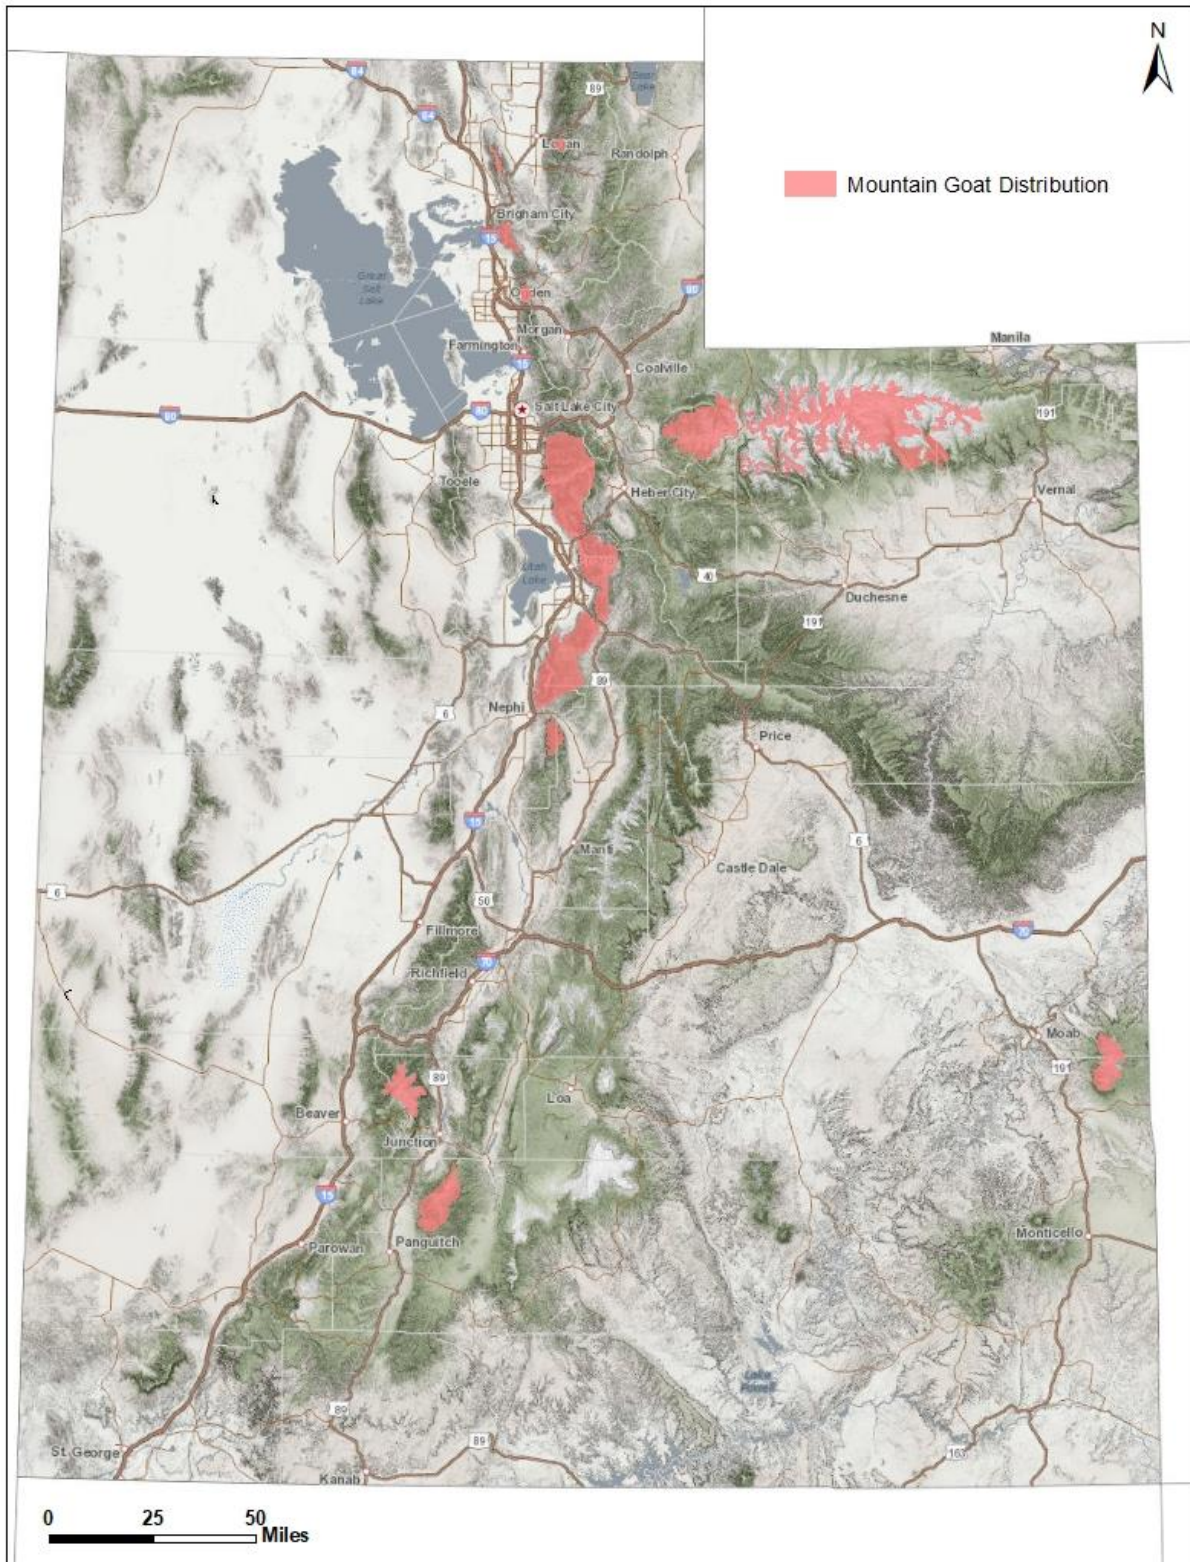 N
Mountain Goat Distribution
84
84
89
Bear
Lake
Logan
Randolph
Brigham City
15
Great
Salt
Lake
Ogden
80
Morgan
Farmington
15
Coalville
Manila
80
80
Salt Lake City
191
Tooele
Heber City
Vernal
Utah
Lake
40
Duchesne
191
89
Nephi
6
Price
15
6
Manti
Castle Dale
6
50
Fillmore
70
Richfield
70
Moab
89
191
Loa
Beaver
Junction
15
Monticello
Parowan
Panguitch
Lake
Powell
89
St. George
89
163
Kanab
0 25 50
Miles